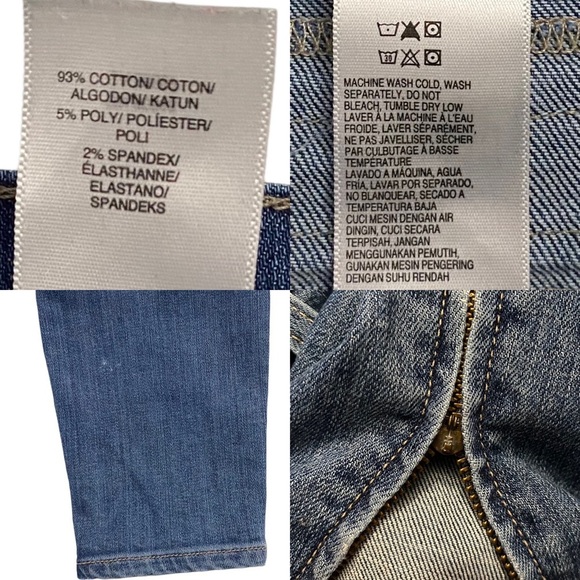 93% COTTON/ COTON/
ALGODON/ KATUN
5% POLY/ POLIESTER/
POLI
2% SPANDEX/
ÉLASTHANNE/
ELASTANO/
SPANDEKS
30
MACHINE WASH COLD, WASH
SEPARATELY, DO NOT
BLEACH, TUMBLE DRY LOW
LAVER À LA MACHINE À L'EAU
FROIDE, LAVER SÉPARÉMENT,
NE PAS JAVELLISER, SÉCHER
PAR CULBUTAGE À BASSE
TEMPÉRATURE
LAVADO A MÁQUINA, AGUA
FRÍA, LAVAR POR SEPARADO,
NO BLANQUEAR, SECADO A
TEMPERATURA BAJA
CUCI MESIN DENGAN AIR
DINGIN, CUCI SECARA
TERPISAH, JANGAN
MENGGUNAKAN PEMUTIH,
GUNAKAN MESIN PENGERING
DENGAN SUHU RENDAH